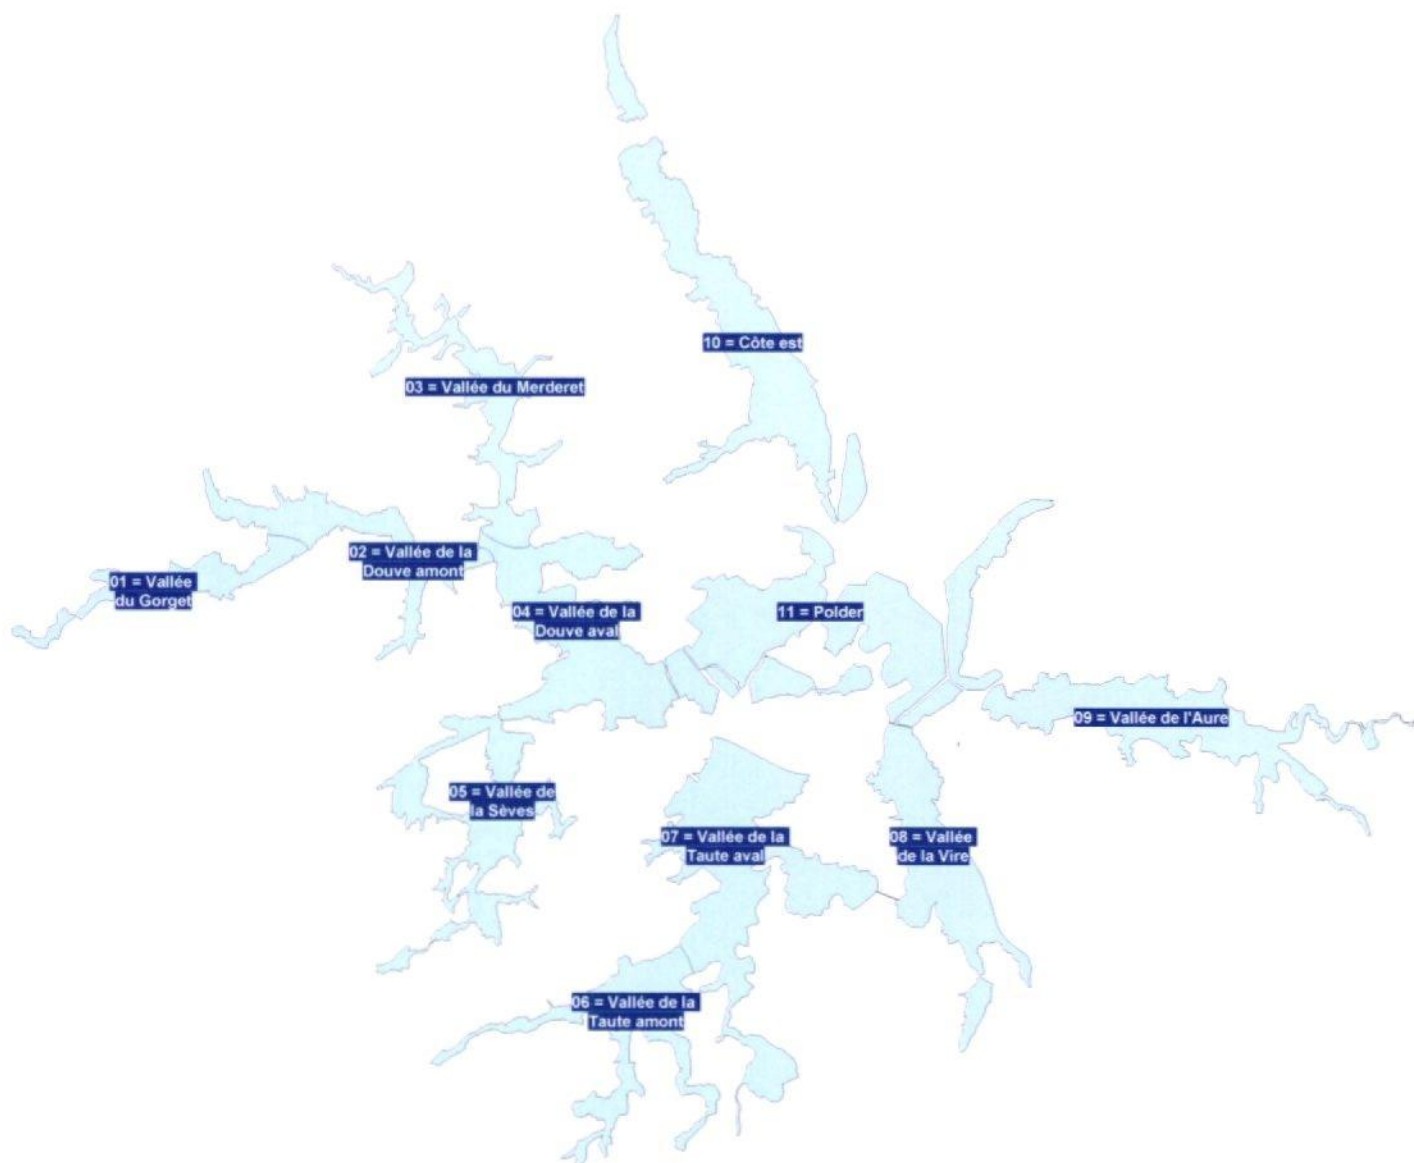 10 = Côte est
03 = Vallée du Merderet
02 = Vallée de la
Douve amont
01 = Vallée
du Gorget
04 = Vallée de la
Douve aval
11 = Polder
09 = Vallée de l'Aure
05 = Vallée de
la Sèves
07 = Vallée de la
Taute aval
08 = Vallée
de la Vire
06 = Vallée de la
Taute amont